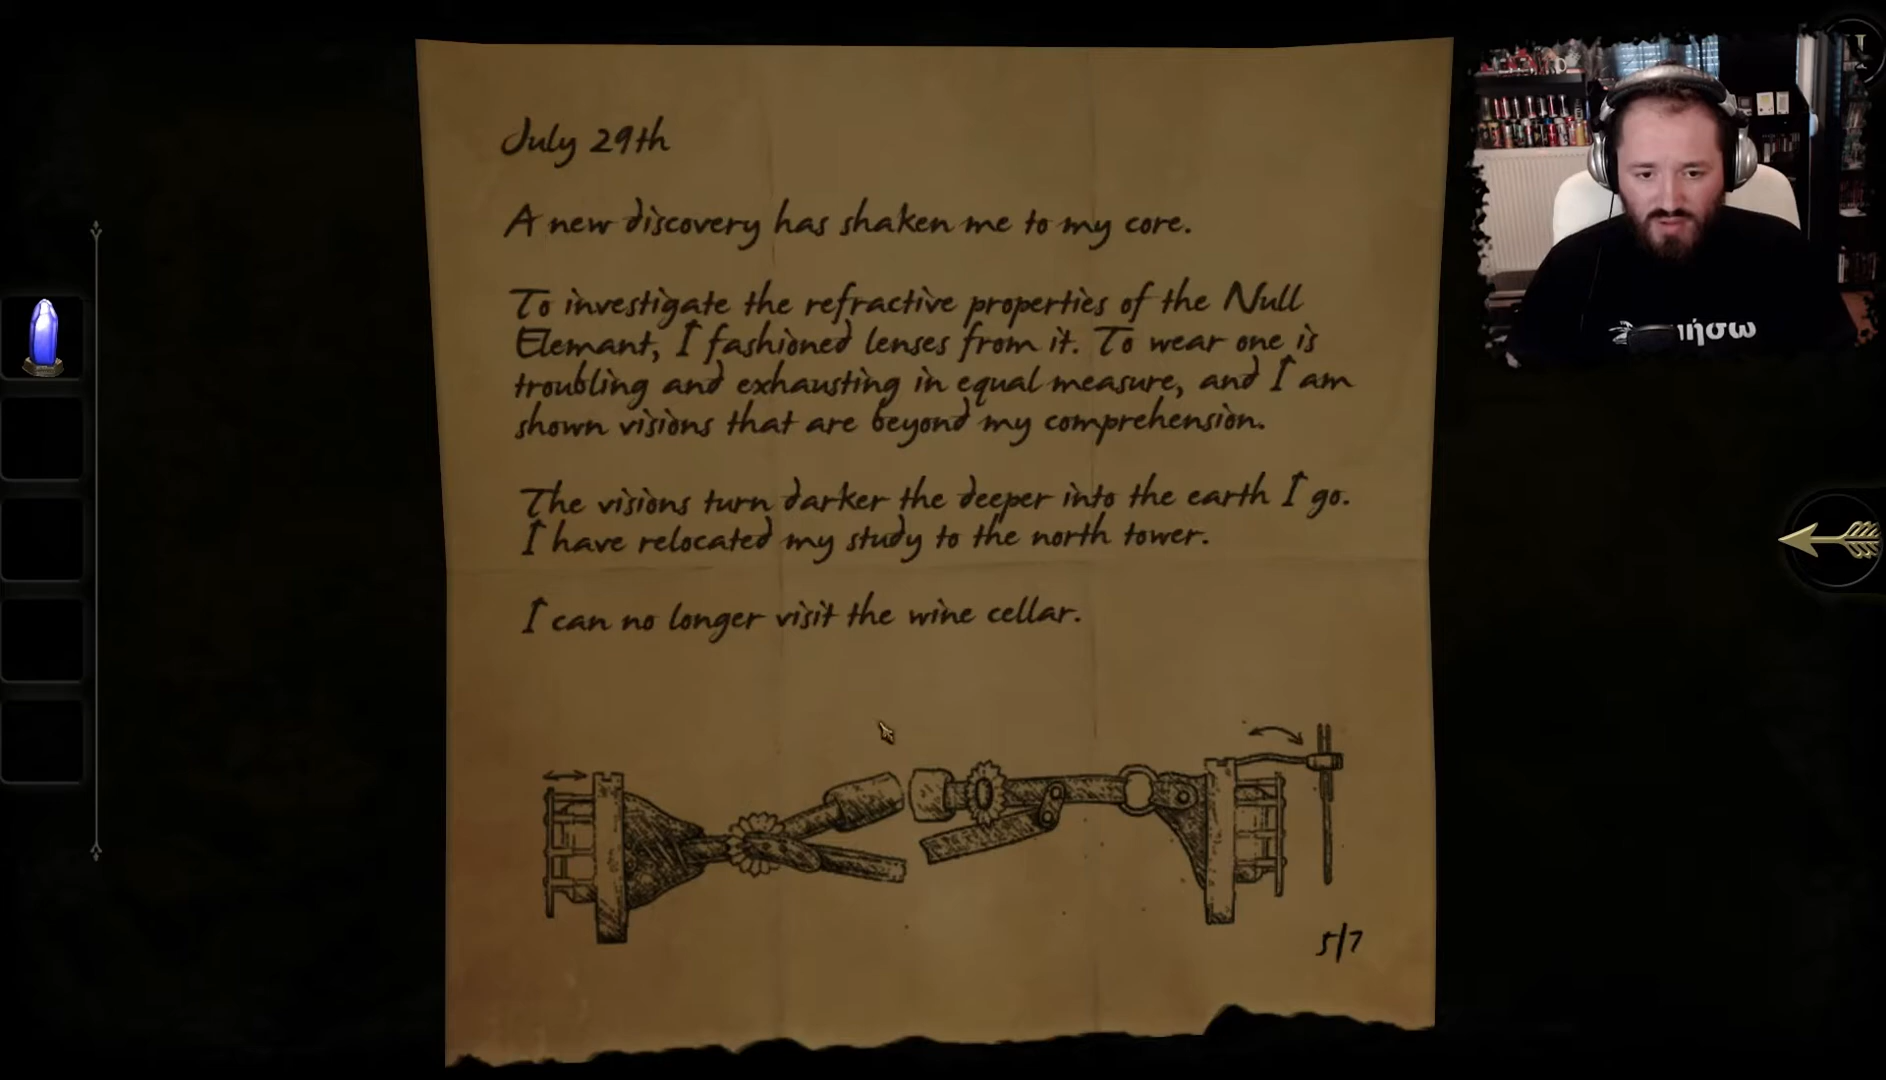 July 29th
A new discovery has shaken me to my core.
To investigate the refractive properties of the Null
Elemant, I fashioned lenses from it. To wear one is
troubling and exhausting in equal measure, and I am
shown visions that are beyond my comprehension.
The visions turn darker the deeper into the earth I go.
I have relocated my study to the north tower.
I can no longer visit the wine cellar.
5/7